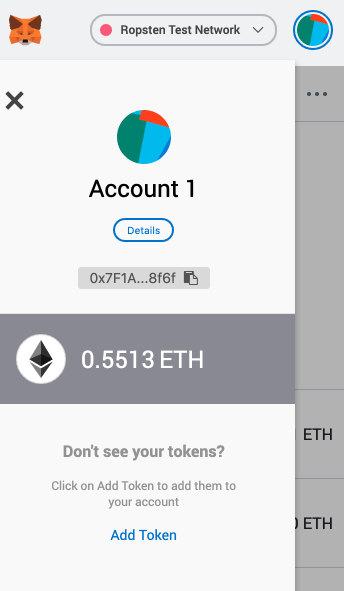 Ropsten Test Network
Account 1
Details
0x7F1A...8f6f
0.5513 ETH
Don't see your tokens?
Click on Add Token to add them to
your account
Add Token
ETH
ETH